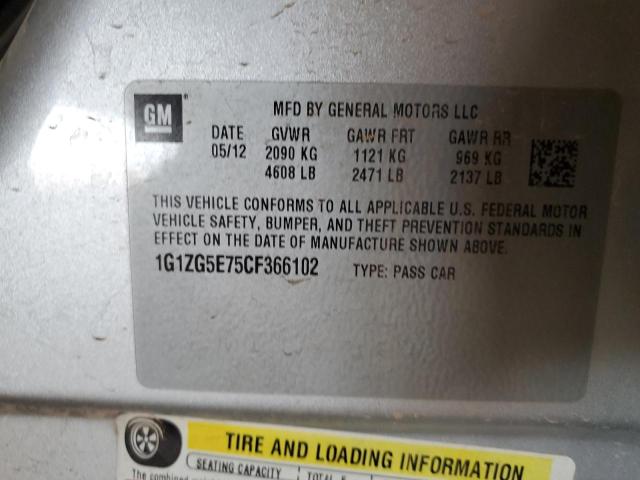 GM ®
MFD BY GENERAL MOTORS LLC
DATE GVWR GAWR FRT GAWR RR
05/12 2090 KG 1121 KG 969 KG
4608 LB 2471 LB 2137 LB
THIS VEHICLE CONFORMS TO ALL APPLICABLE U.S. FEDERAL MOTOR
VEHICLE SAFETY, BUMPER, AND THEFT PREVENTION STANDARDS IN
EFFECT ON THE DATE OF MANUFACTURE SHOWN ABOVE.
1G1ZG5E75CF366102 TYPE: PASS CAR
TIRE AND LOADING INFORMATION
SEATING CAPACITY TOTAL
The combined